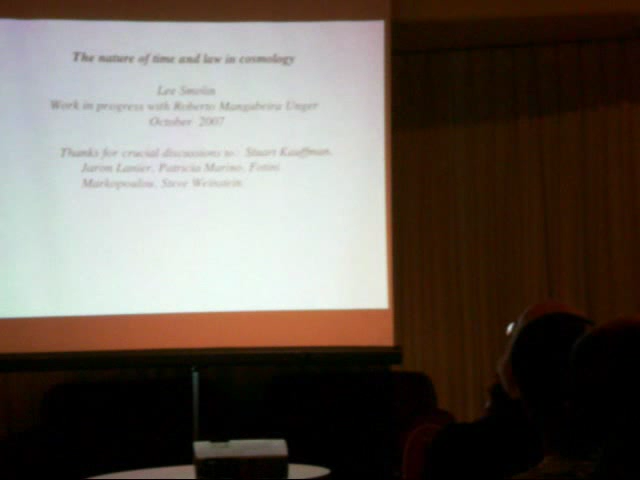 The nature of time and law in cosmology
Lee Smolin
Work in progress with Roberto Mangabeira Unger
October 2007
Thanks for crucial discussions to: Stuart Kauffman,
Jaron Lanier, Patricia Marino, Fotini
Markopoulou, Steve Weinstein